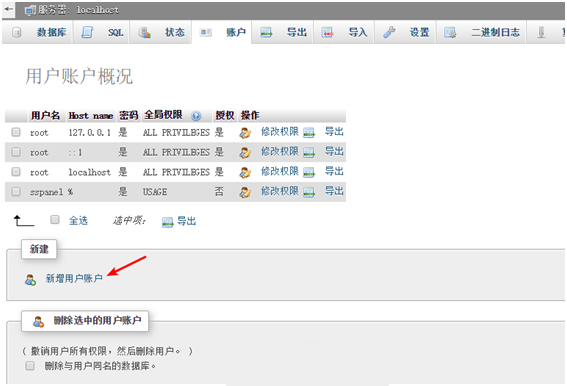 服务器: localhost
数据库 SQL 状态 账户 导出 导入 设置 二进制日志
用户账户概况
用户名 Host name 密码 全局权限 授权 操作
root 127.0.0.1 是 ALL PRIVILEGES 是 修改权限 导出
root ::1 是 ALL PRIVILEGES 是 修改权限 导出
root localhost 是 ALL PRIVILEGES 是 修改权限 导出
sspanel % 是 USAGE 否 修改权限 导出
全选 选中项: 导出
新建
新增用户账户
删除选中的用户账户
( 撤销用户所有权限，然后删除用户。 )
删除与用户同名的数据库。